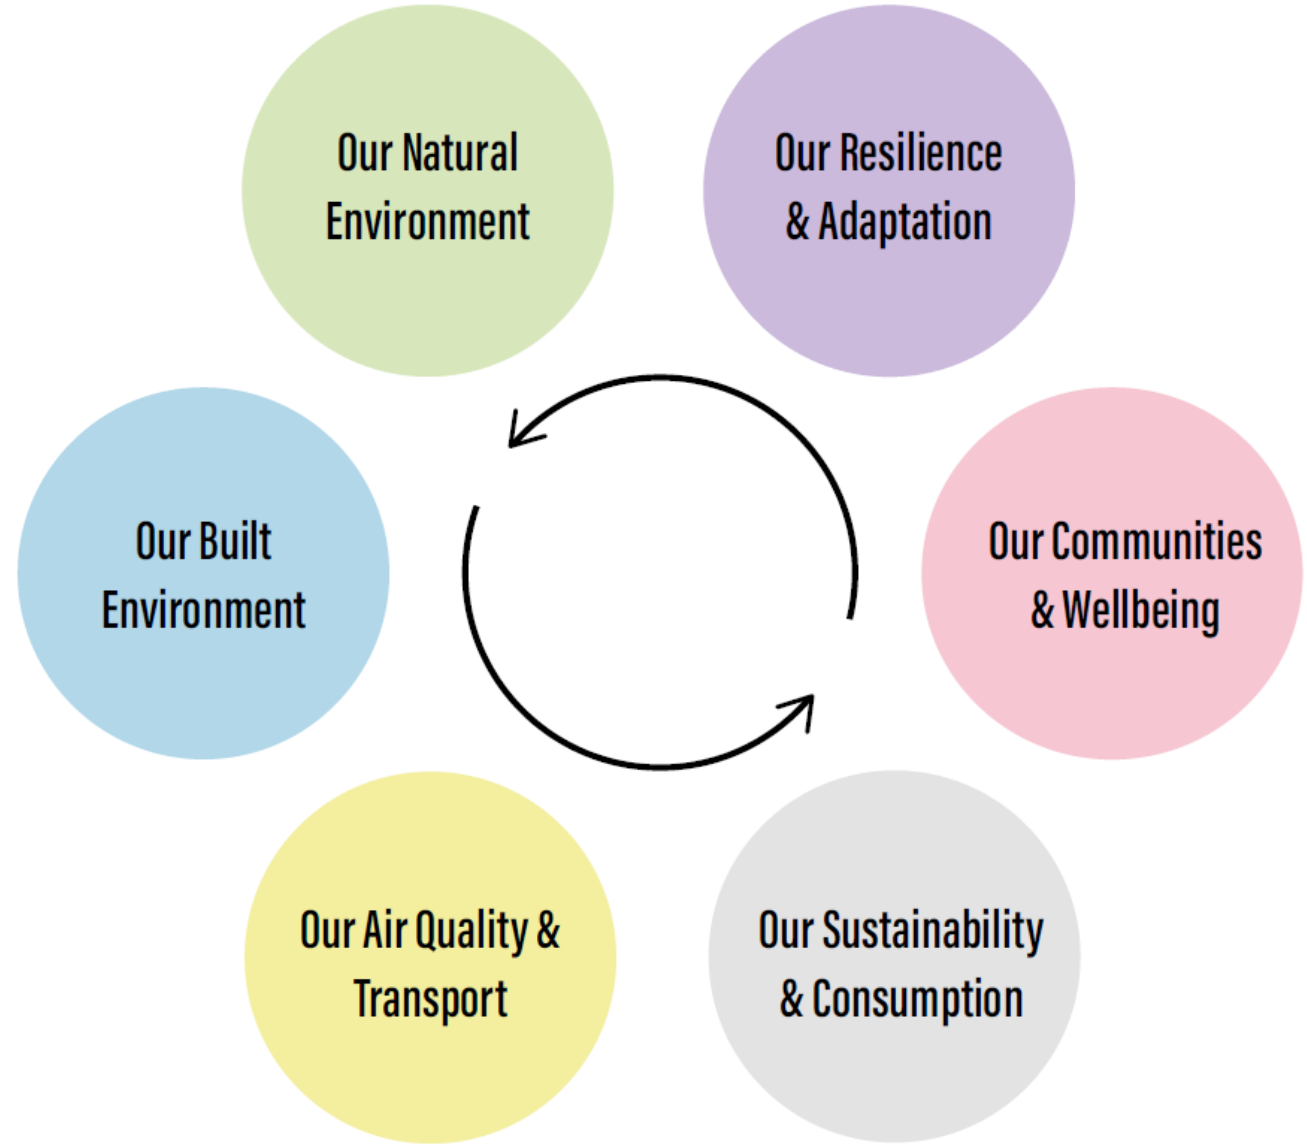 Our Natural
Environment
Our Resilience
& Adaptation
Our Built
Environment
Our Communities
& Wellbeing
Our Air Quality &
Transport
Our Sustainability
& Consumption